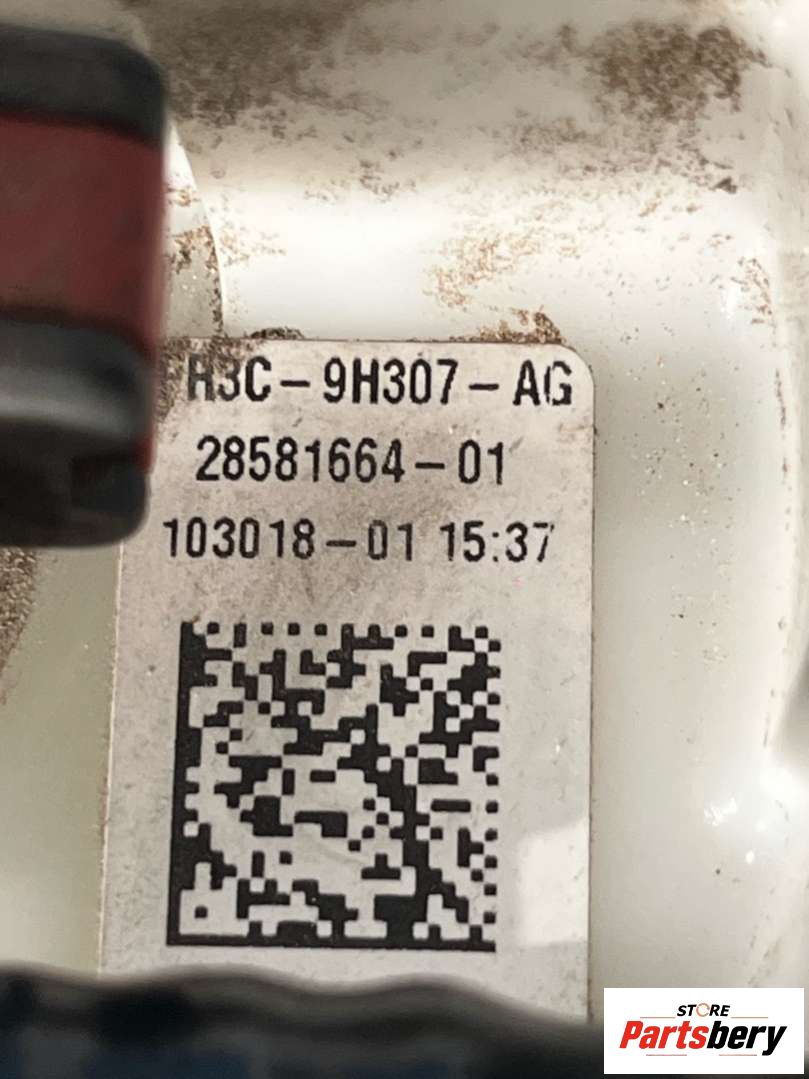 H3C-9H307-AG
28581664-01
103018-01 15:37
STORE
Partsbery